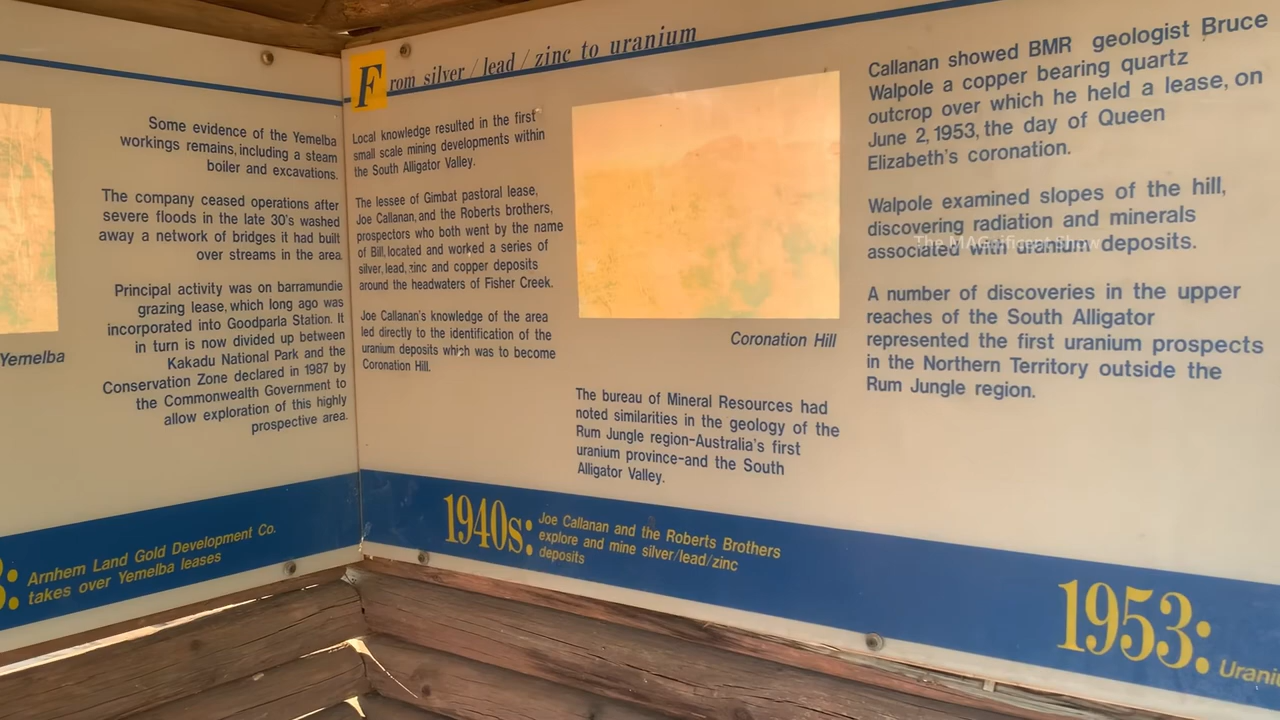 Some evidence of the Yemelba
workings remains, including a steam
boiler and excavations.
The company ceased operations after
severe floods in the late 30's washed
away a network of bridges it had built
over streams in the area.
Principal activity was on barramundie
grazing lease, which long ago was
incorporated into Goodparla Station. It
in turn is now divided up between
Kakadu National Park and the
Conservation Zone declared in 1987 by
the Commonwealth Government to
allow exploration of this highly
prospective area.
Yemelba
Arnhem Land Gold Development Co.
takes over Yemelba leases
From silver / lead / zinc to uranium
Local knowledge resulted in the first
small scale mining developments within
the South Alligator Valley.
The lessee of Gimbat pastoral lease,
Joe Callanan, and the Roberts brothers,
prospectors who both went by the name
of Bill, located and worked a series of
silver, lead, zinc and copper deposits
around the headwaters of Fisher Creek.
Joe Callanan's knowledge of the area
led directly to the identification of the
uranium deposits which was to become
Coronation Hill.
Coronation Hill
The bureau of Mineral Resources had
noted similarities in the geology of the
Rum Jungle region-Australia's first
uranium province-and the South
Alligator Valley.
Callanan showed BMR geologist Bruce
Walpole a copper bearing quartz
outcrop over which he held a lease, on
June 2, 1953, the day of Queen
Elizabeth's coronation.
Walpole examined slopes of the hill,
discovering radiation and minerals
associated with uranium deposits.
The MAGnificent Show
A number of discoveries in the upper
reaches of the South Alligator
represented the first uranium prospects
in the Northern Territory outside the
Rum Jungle region.
1940s: Joe Callanan and the Roberts Brothers
explore and mine silver/lead/zinc
deposits
1953: